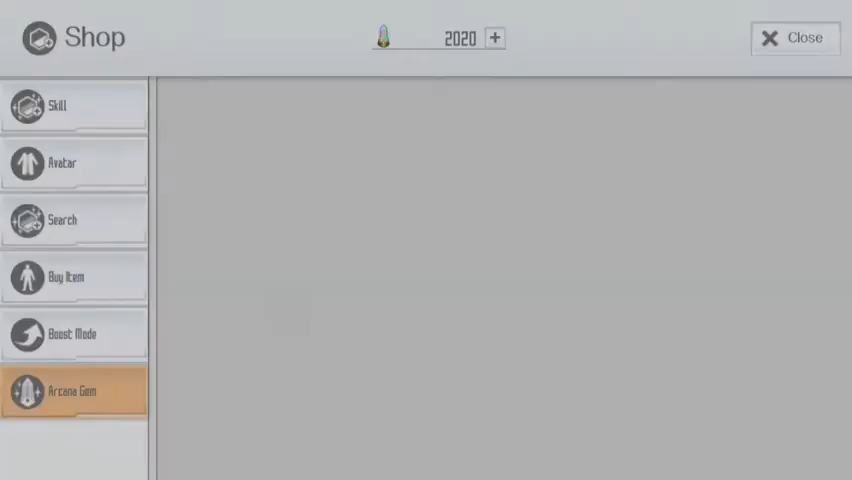 Shop
2020
Close
Skill
Avatar
Search
Buy Item
Boost Mode
Arcana Gem